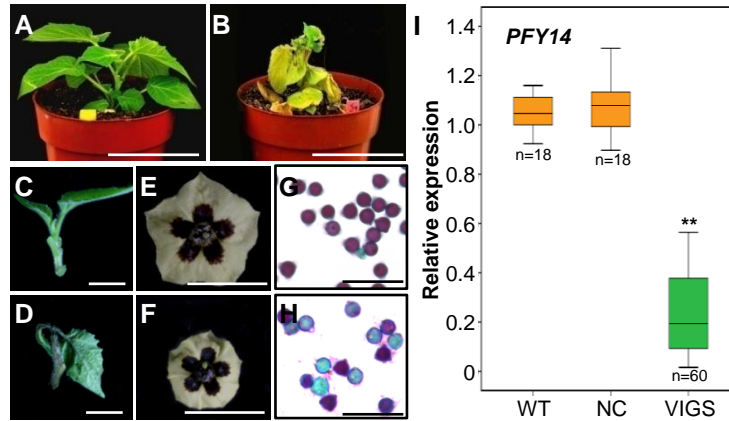 A
B
C
E
G
D
F
H
I
PFY14
Relative expression
1.4
1.2
1.0
0.8
0.6
0.4
0.2
0
n=18
n=18
**
n=60
WT
NC
VIGS